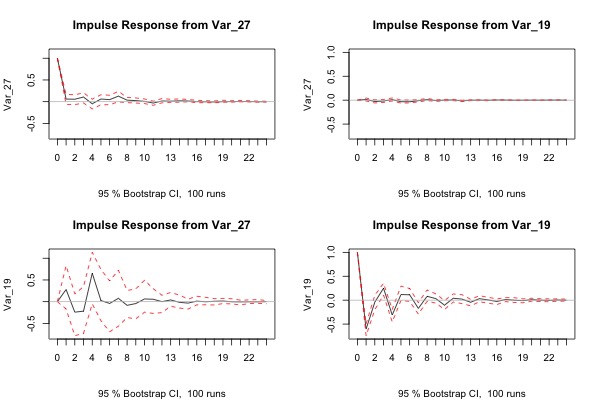 Impulse Response from Var_27
Var_27
0.5
-0.5
0 2 4 6 8 10 13 16 19 22
95 % Bootstrap CI, 100 runs
Impulse Response from Var_19
Var_27
1.0
0.5
0.0
-0.5
0 2 4 6 8 10 13 16 19 22
95 % Bootstrap CI, 100 runs
Impulse Response from Var_27
Var_19
0.5
-0.5
0 2 4 6 8 10 13 16 19 22
95 % Bootstrap CI, 100 runs
Impulse Response from Var_19
Var_19
1.0
0.5
0.0
-0.5
0 2 4 6 8 10 13 16 19 22
95 % Bootstrap CI, 100 runs